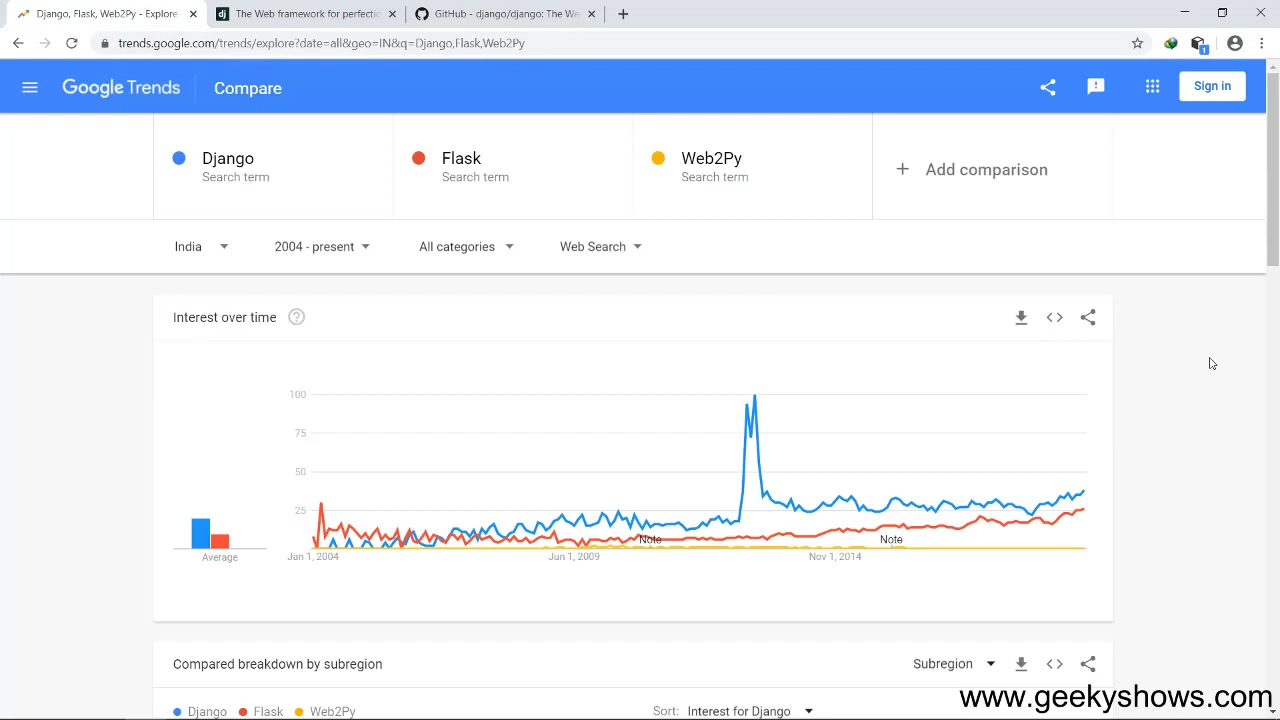 Django, Flask, Web2Py - Explore
The Web framework for perfectio
GitHub - django/django: The We
trends.google.com/trends/explore?date=all&geo=IN&q=Django,Flask,Web2Py
1
Google Trends
Compare
Sign in
Django
Search term
Flask
Search term
Web2Py
Search term
+ Add comparison
India
2004 - present
All categories
Web Search
Interest over time
?
100
75
50
25
Note
Note
Average
Jan 1, 2004
Jun 1, 2009
Nov 1, 2014
Compared breakdown by subregion
Subregion
Django
Flask
Web2Py
Sort: Interest for Django
www.geekyshows.com